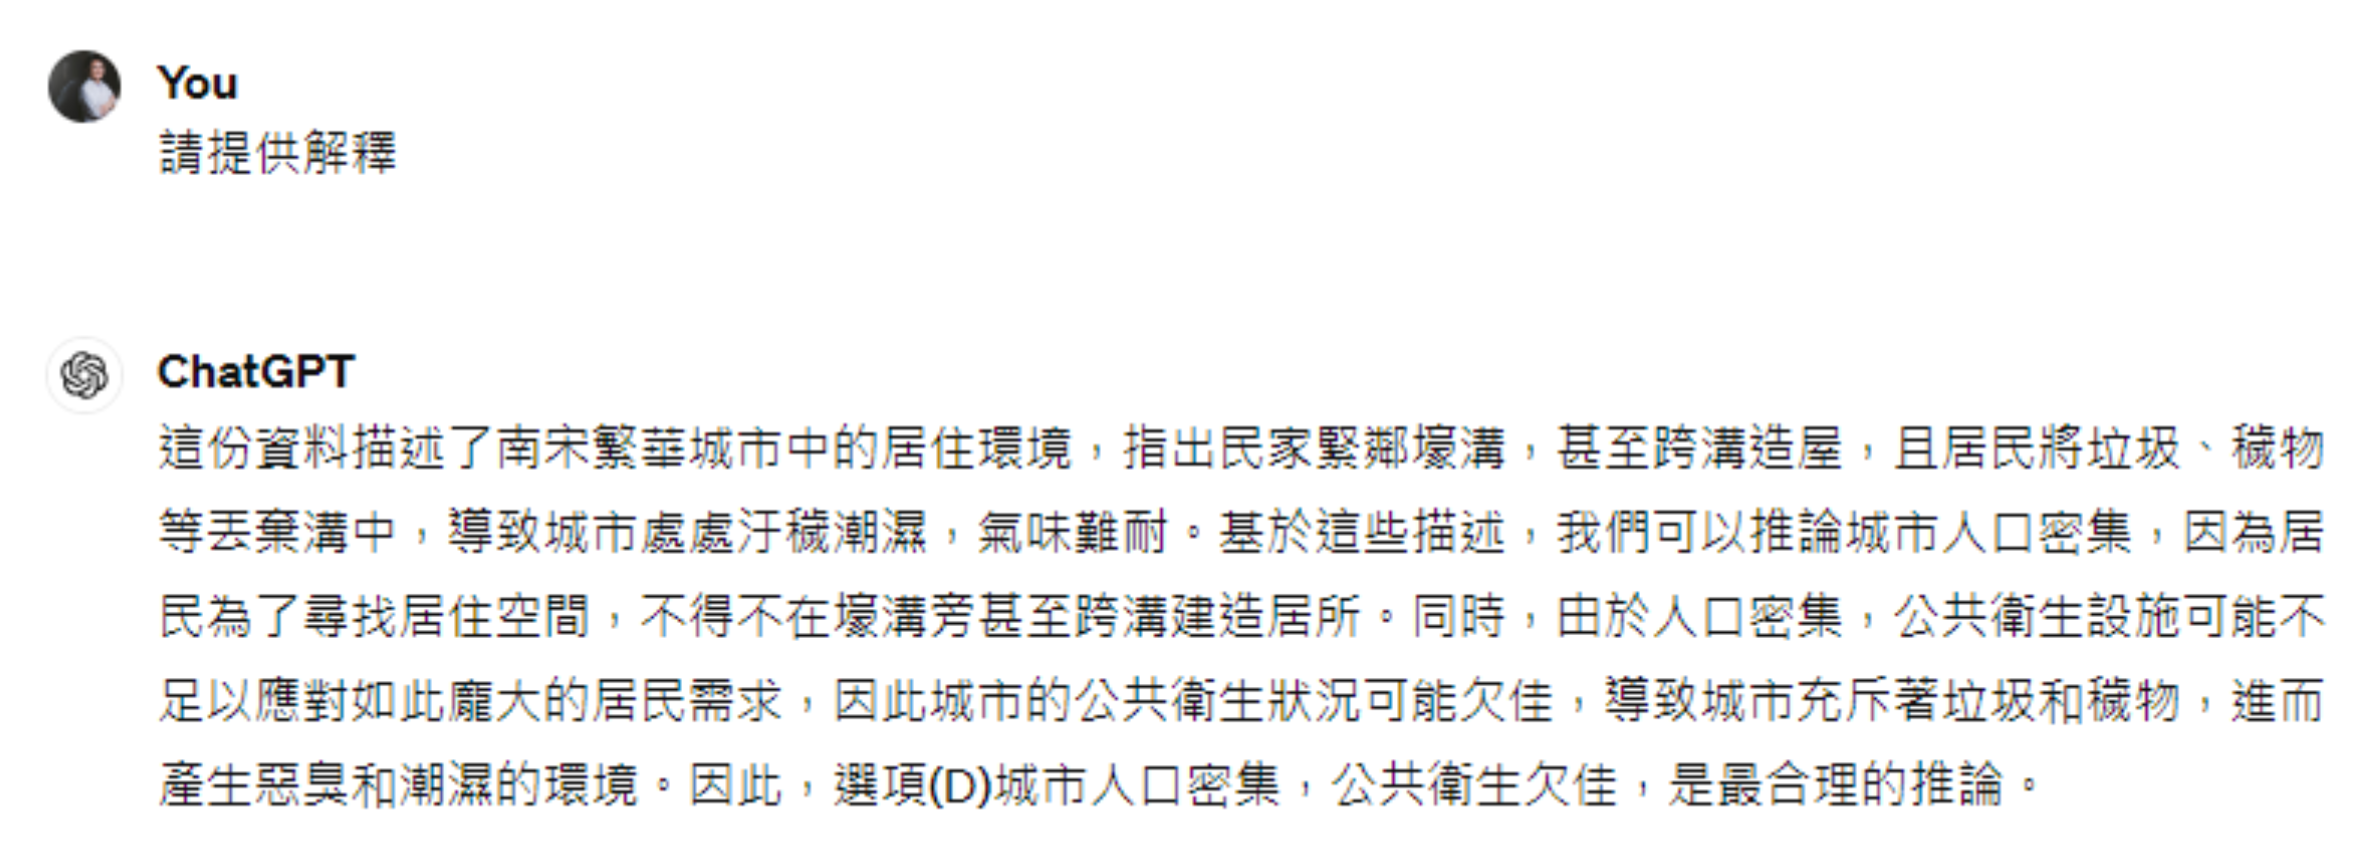 You
請提供解釋
ChatGPT
這份資料描述了南宋繁華城市中的居住環境，指出民家緊鄰壕溝，甚至跨溝造屋，且居民將垃圾、穢物
等丟棄溝中，導致城市處處汙穢潮濕，氣味難耐。基於這些描述，我們可以推論城市人口密集，因為居
民為了尋找居住空間，不得不在壕溝旁甚至跨溝建造居所。同時，由於人口密集，公共衛生設施可能不
足以應對如此龐大的居民需求，因此城市的公共衛生狀況可能欠佳，導致城市充斥著垃圾和穢物，進而
產生惡臭和潮濕的環境。因此，選項(D)城市人口密集，公共衛生欠佳，是最合理的推論。